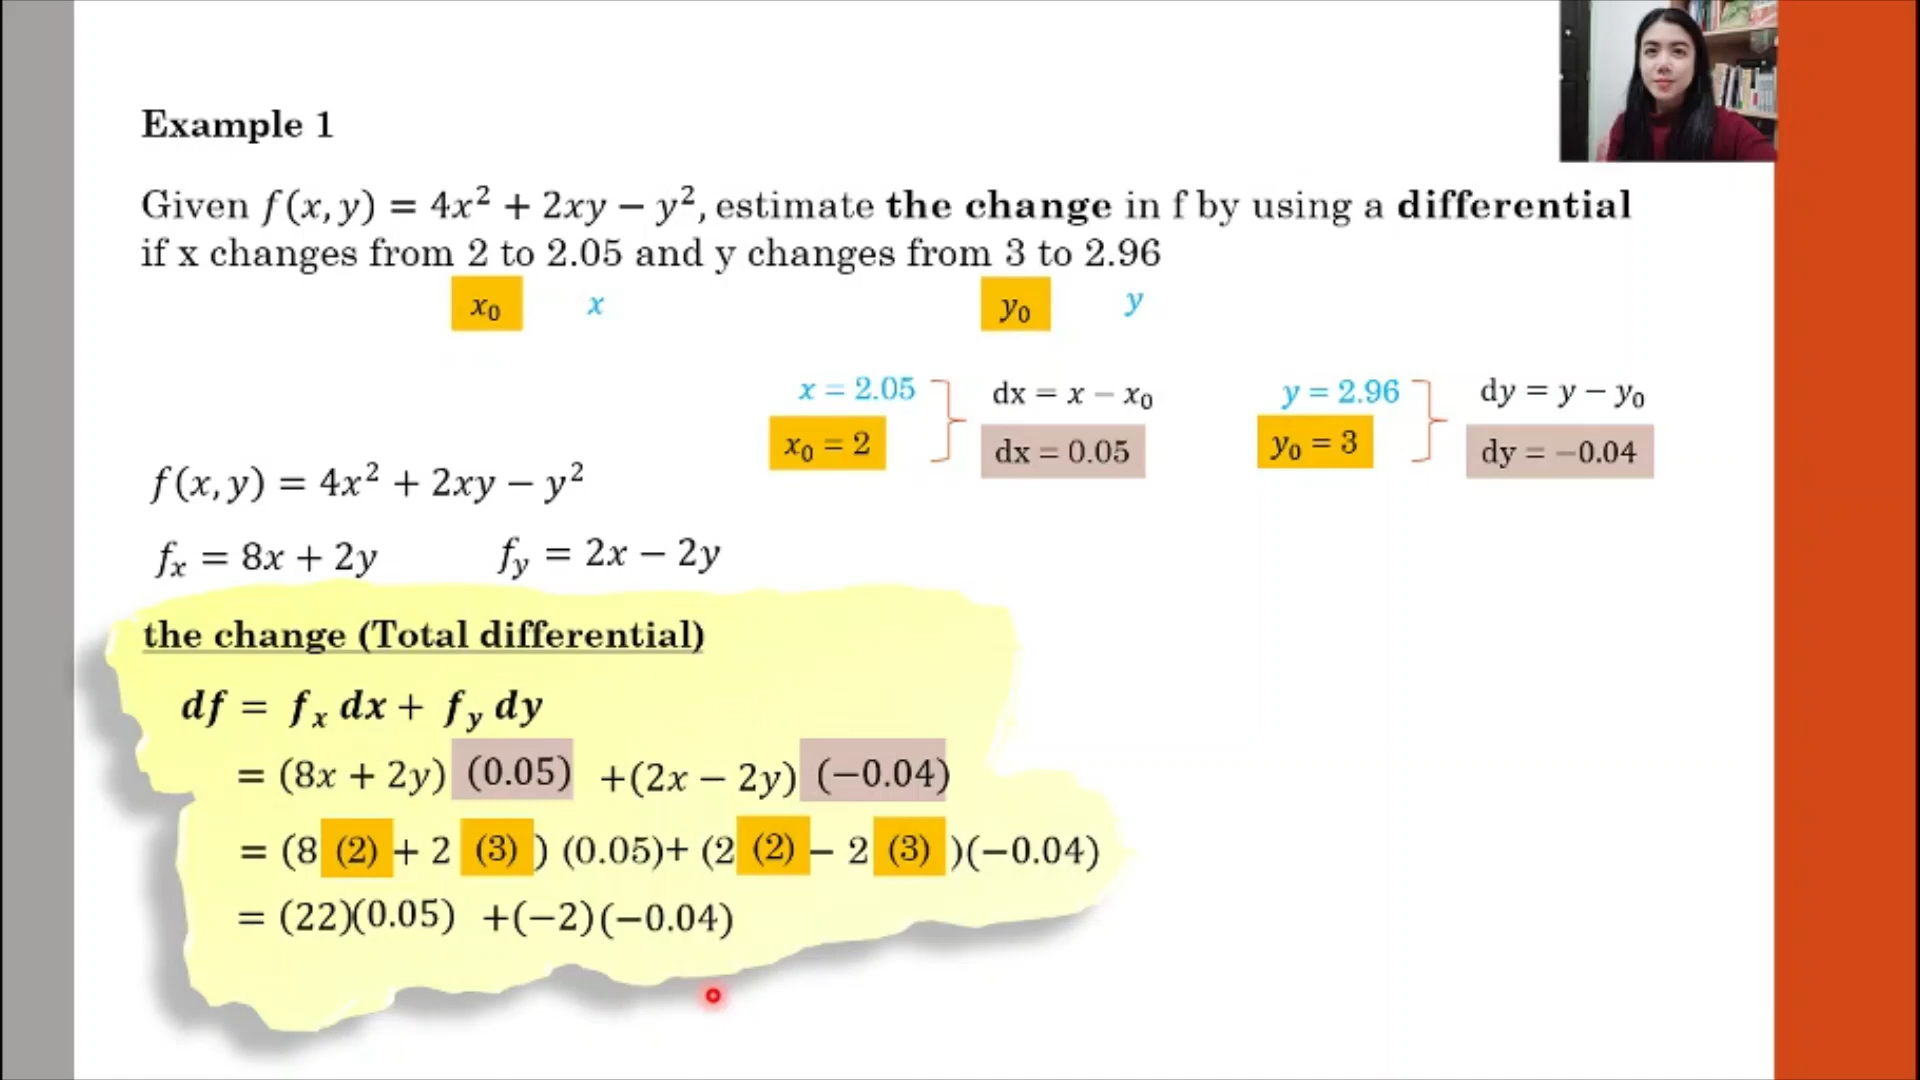 Example 1
Given f(x, y) = 4x² + 2xy − y², estimate the change in f by using a differential
if x changes from 2 to 2.05 and y changes from 3 to 2.96
x₀ x y₀ y
x = 2.05 dx = x − x₀ y = 2.96 dy = y − y₀
x₀ = 2 dx = 0.05 y₀ = 3 dy = −0.04
f(x, y) = 4x² + 2xy − y²
fₓ = 8x + 2y f_y = 2x − 2y
the change (Total differential)
df = fₓ dx + f_y dy
= (8x + 2y) (0.05) +(2x − 2y) (−0.04)
= (8 (2) + 2 (3) ) (0.05)+ (2 (2) − 2 (3) )(−0.04)
= (22)(0.05) +(−2)(−0.04)